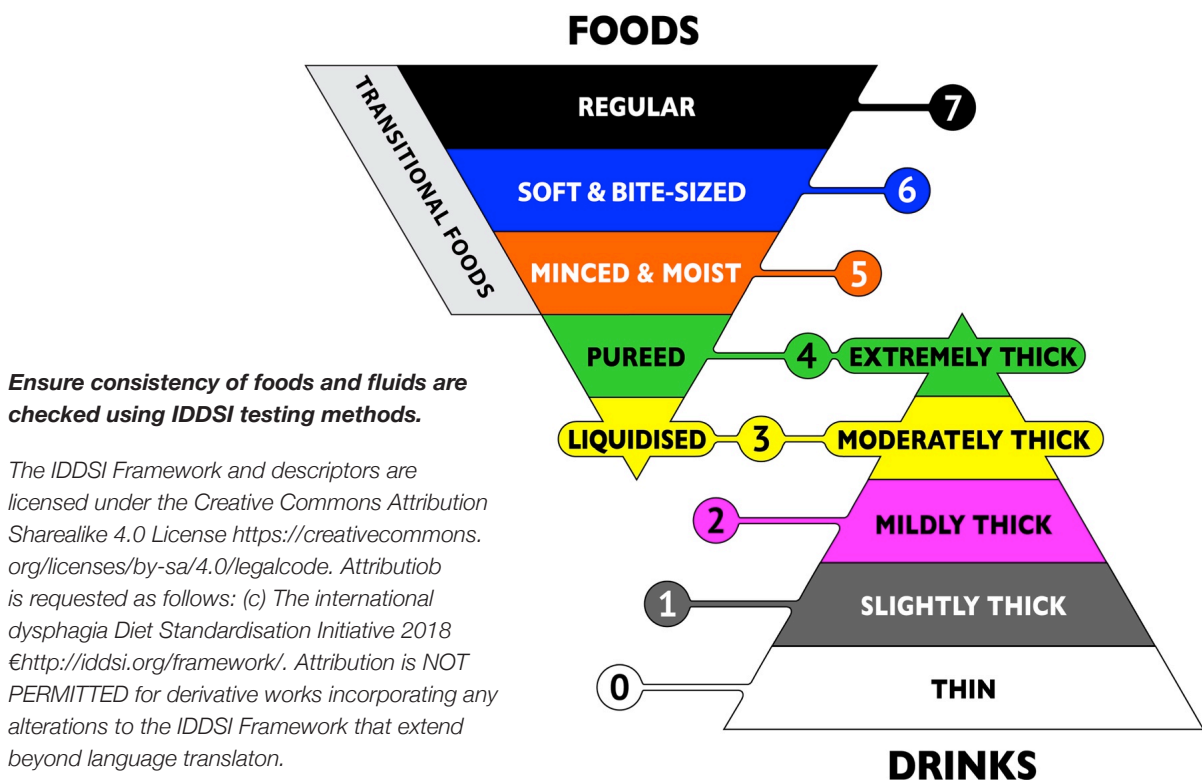 FOODS
TRANSITIONAL FOODS
REGULAR
7
SOFT & BITE-SIZED
6
MINCED & MOIST
5
PUREED
4
EXTREMELY THICK
LIQUIDISED
3
MODERATELY THICK
2
MILDLY THICK
1
SLIGHTLY THICK
0
THIN
DRINKS
Ensure consistency of foods and fluids are
checked using IDDSI testing methods.
The IDDSI Framework and descriptors are
licensed under the Creative Commons Attribution
Sharealike 4.0 License https://creativecommons.
org/licenses/by-sa/4.0/legalcode. Attributiob
is requested as follows: (c) The international
dysphagia Diet Standardisation Initiative 2018
€http://iddsi.org/framework/. Attribution is NOT
PERMITTED for derivative works incorporating any
alterations to the IDDSI Framework that extend
beyond language translaton.